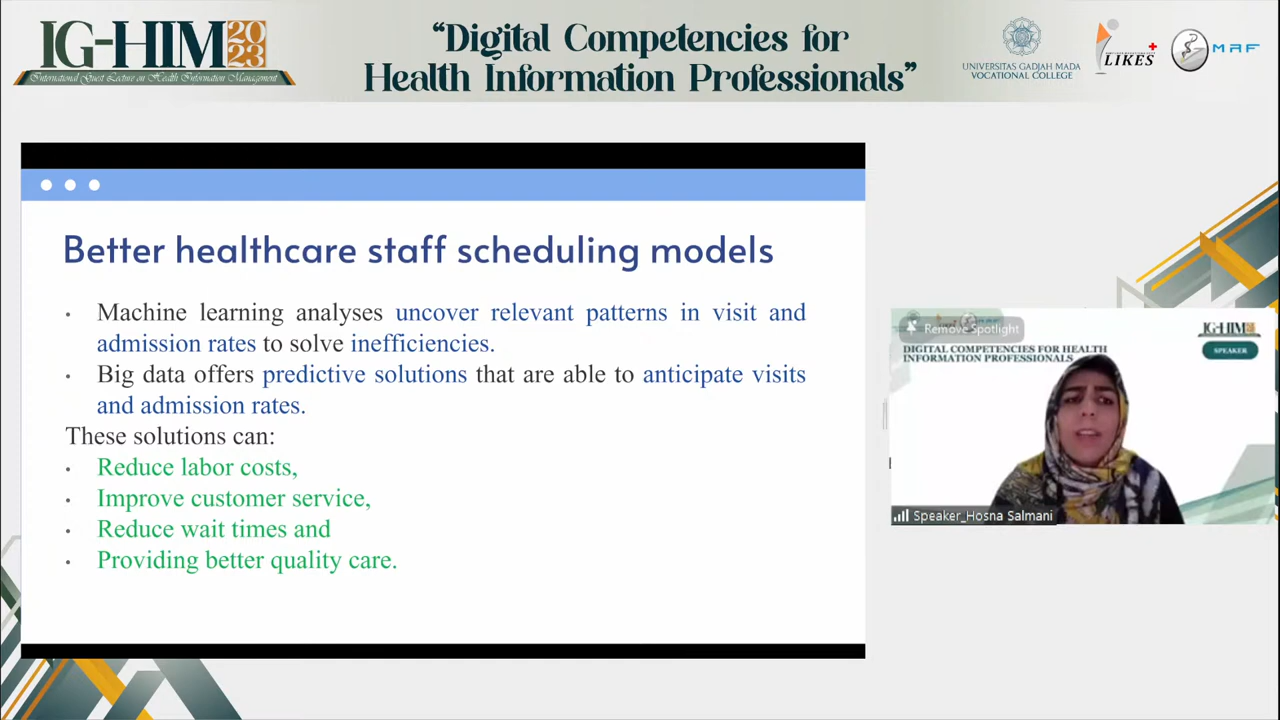 IG-HIM 2023
International Guest Lecture on Health Information Management
“Digital Competencies for
Health Information Professionals”
UNIVERSITAS GADJAH MADA
VOCATIONAL COLLEGE
LIKES
MAF
Better healthcare staff scheduling models
• Machine learning analyses uncover relevant patterns in visit and
admission rates to solve inefficiencies.
• Big data offers predictive solutions that are able to anticipate visits
and admission rates.
These solutions can:
• Reduce labor costs,
• Improve customer service,
• Reduce wait times and
• Providing better quality care.
Remove Spotlight
IG-HIM
DIGITAL COMPETENCIES FOR HEALTH
INFORMATION PROFESSIONALS
SPEAKER
Speaker_Hosna Salmani